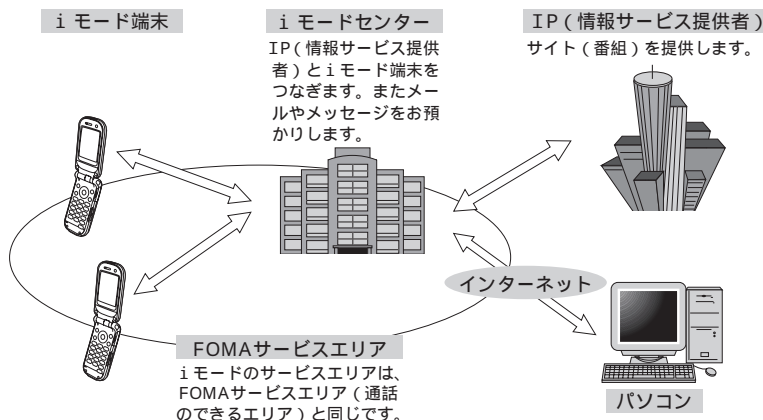 ｉモード端末
ｉモードセンター
IP(情報サービス提供
者)とｉモード端末を
つなぎます。またメー
ルやメッセージをお預
かりします。
IP(情報サービス提供者)
サイト(番組)を提供します。
インターネット
FOMAサービスエリア
ｉモードのサービスエリアは、
FOMAサービスエリア(通話
のできるエリア)と同じです。
パソコン